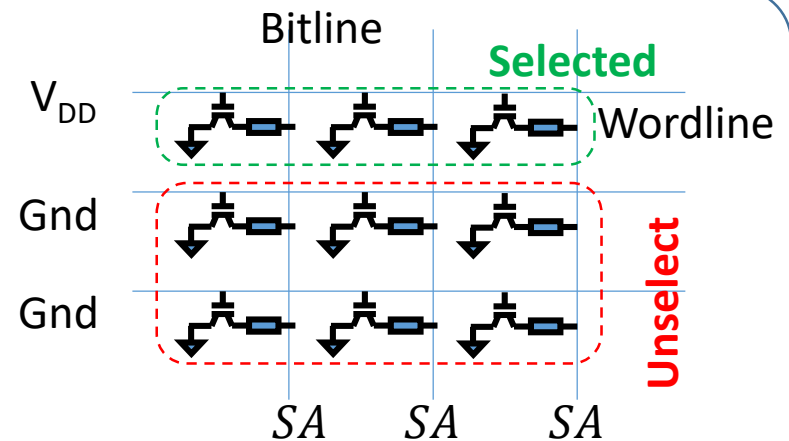 Bitline
Selected
VDD
Wordline
Gnd
Gnd
Unselect
SA SA SA